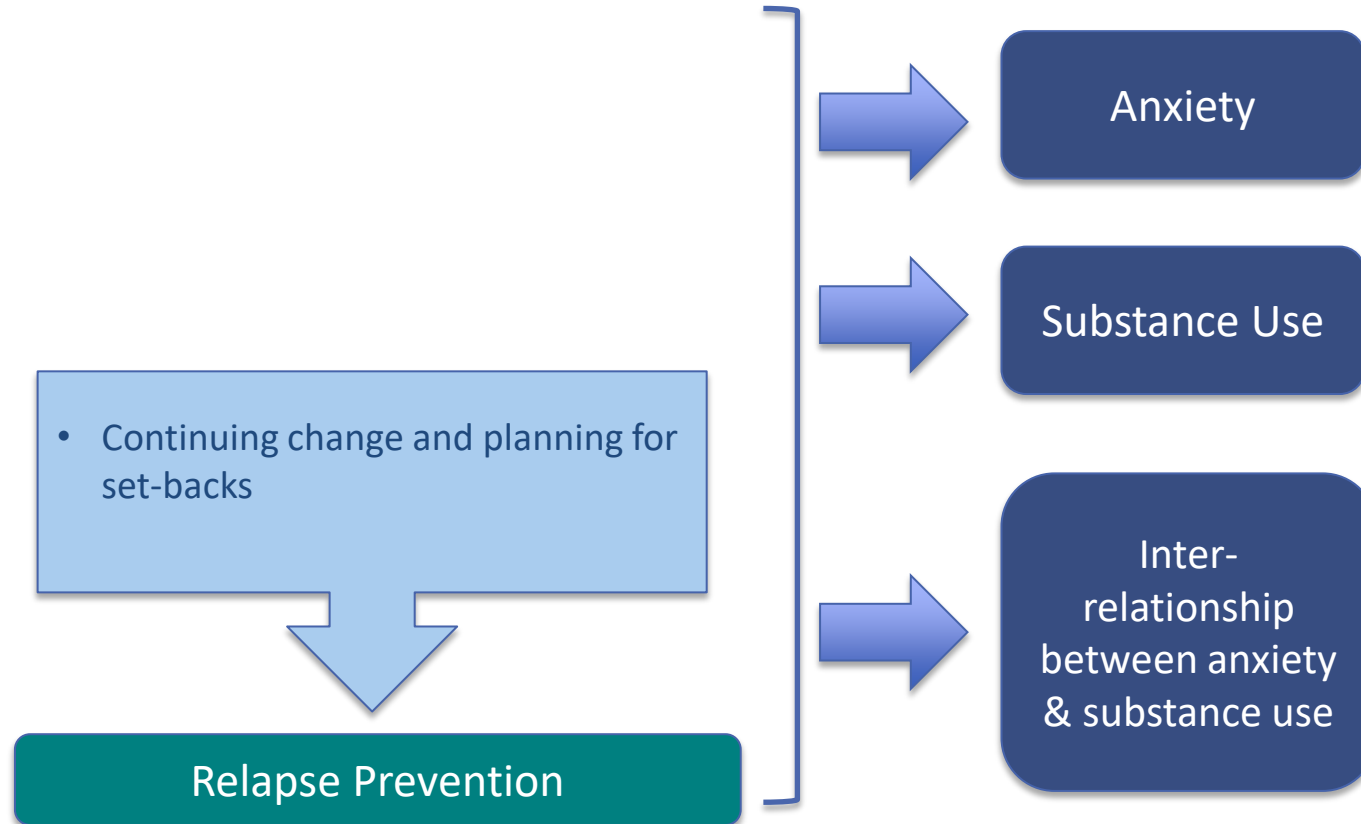 Anxiety
Substance Use
• Continuing change and planning for
set-backs
Inter-
relationship
between anxiety
& substance use
Relapse Prevention